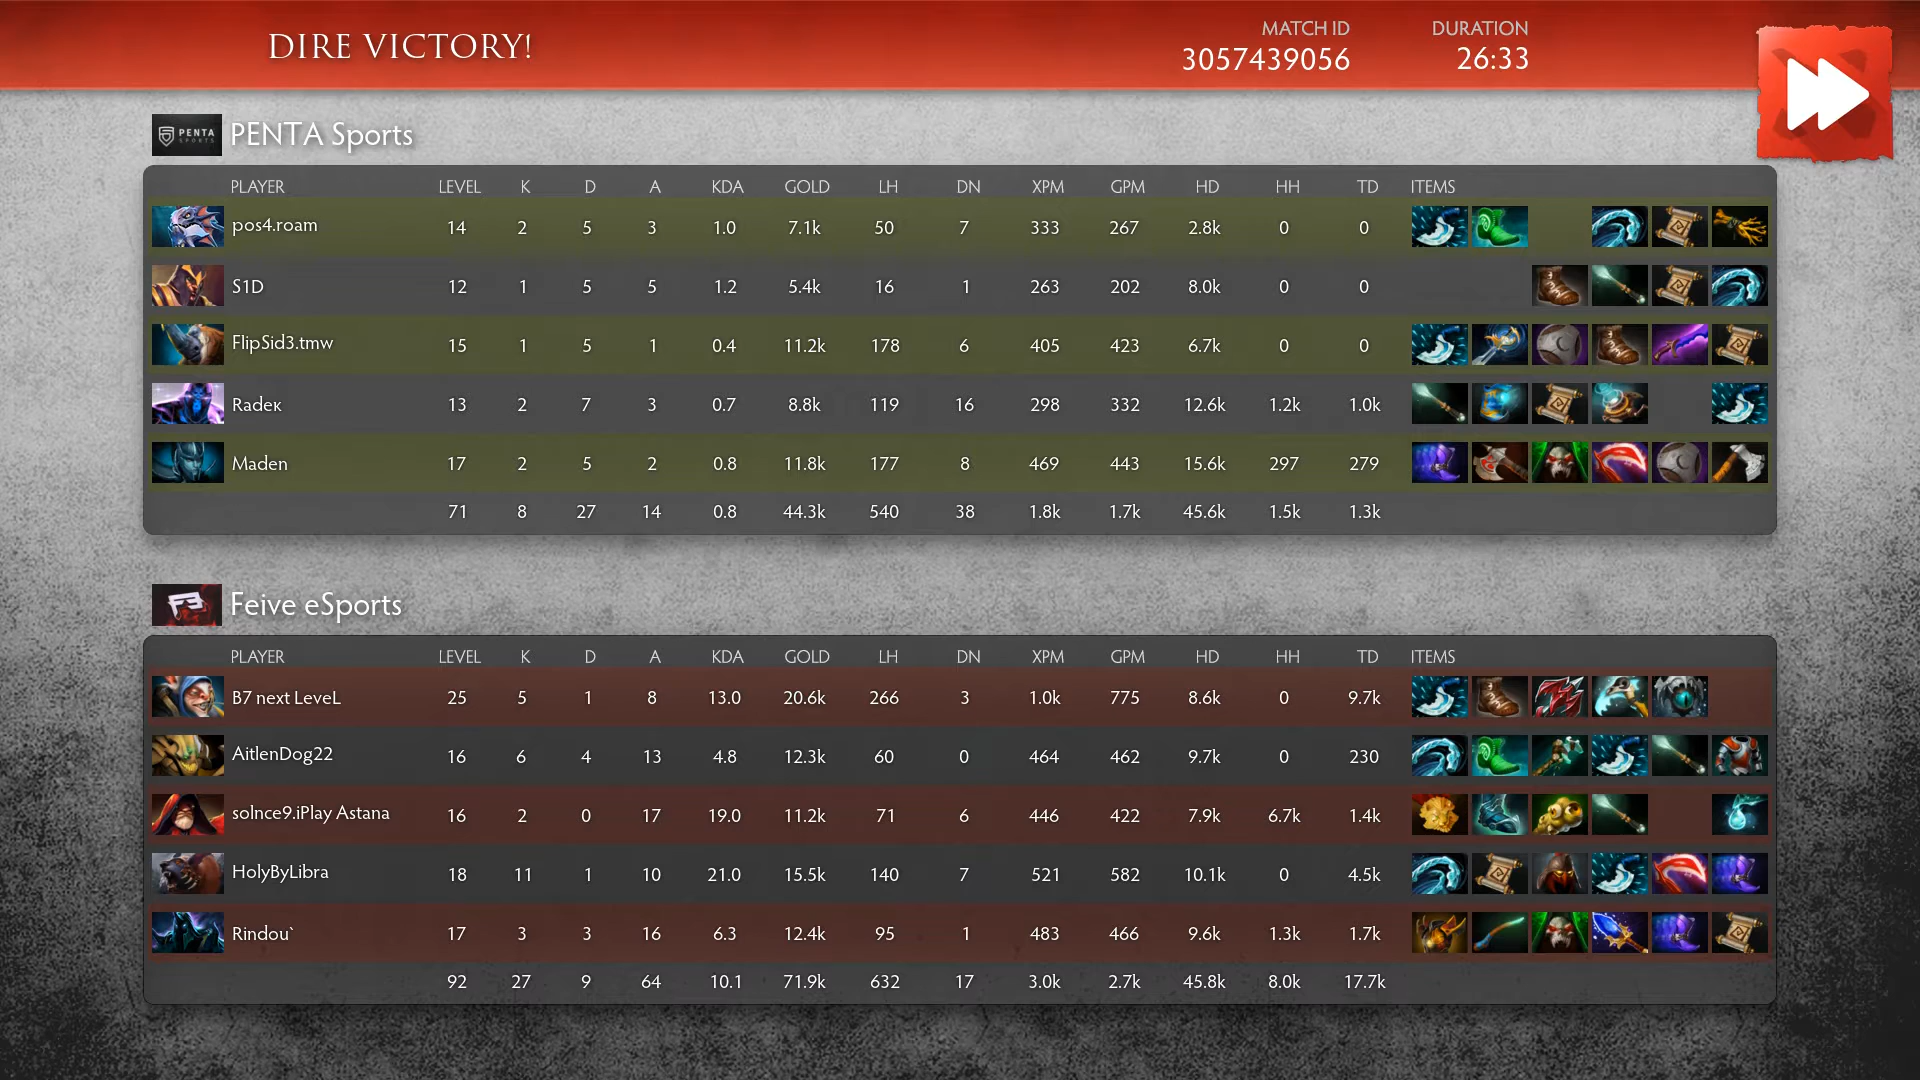 DIRE VICTORY!
MATCH ID
3057439056
DURATION
26:33
PENTA SPORTS
PENTA Sports
PLAYER LEVEL K D A KDA GOLD LH DN XPM GPM HD HH TD ITEMS
pos4.roam 14 2 5 3 1.0 7.1k 50 7 333 267 2.8k 0 0
S1D 12 1 5 5 1.2 5.4k 16 1 263 202 8.0k 0 0
FlipSid3.tmw 15 1 5 1 0.4 11.2k 178 6 405 423 6.7k 0 0
Radeк 13 2 7 3 0.7 8.8k 119 16 298 332 12.6k 1.2k 1.0k
Maden 17 2 5 2 0.8 11.8k 177 8 469 443 15.6k 297 279
71 8 27 14 0.8 44.3k 540 38 1.8k 1.7k 45.6k 1.5k 1.3k
F3
Feive eSports
PLAYER LEVEL K D A KDA GOLD LH DN XPM GPM HD HH TD ITEMS
B7 next LeveL 25 5 1 8 13.0 20.6k 266 3 1.0k 775 8.6k 0 9.7k
AitlenDog22 16 6 4 13 4.8 12.3k 60 0 464 462 9.7k 0 230
solnce9.iPlay Astana 16 2 0 17 19.0 11.2k 71 6 446 422 7.9k 6.7k 1.4k
HolyByLibra 18 11 1 10 21.0 15.5k 140 7 521 582 10.1k 0 4.5k
Rindou` 17 3 3 16 6.3 12.4k 95 1 483 466 9.6k 1.3k 1.7k
92 27 9 64 10.1 71.9k 632 17 3.0k 2.7k 45.8k 8.0k 17.7k